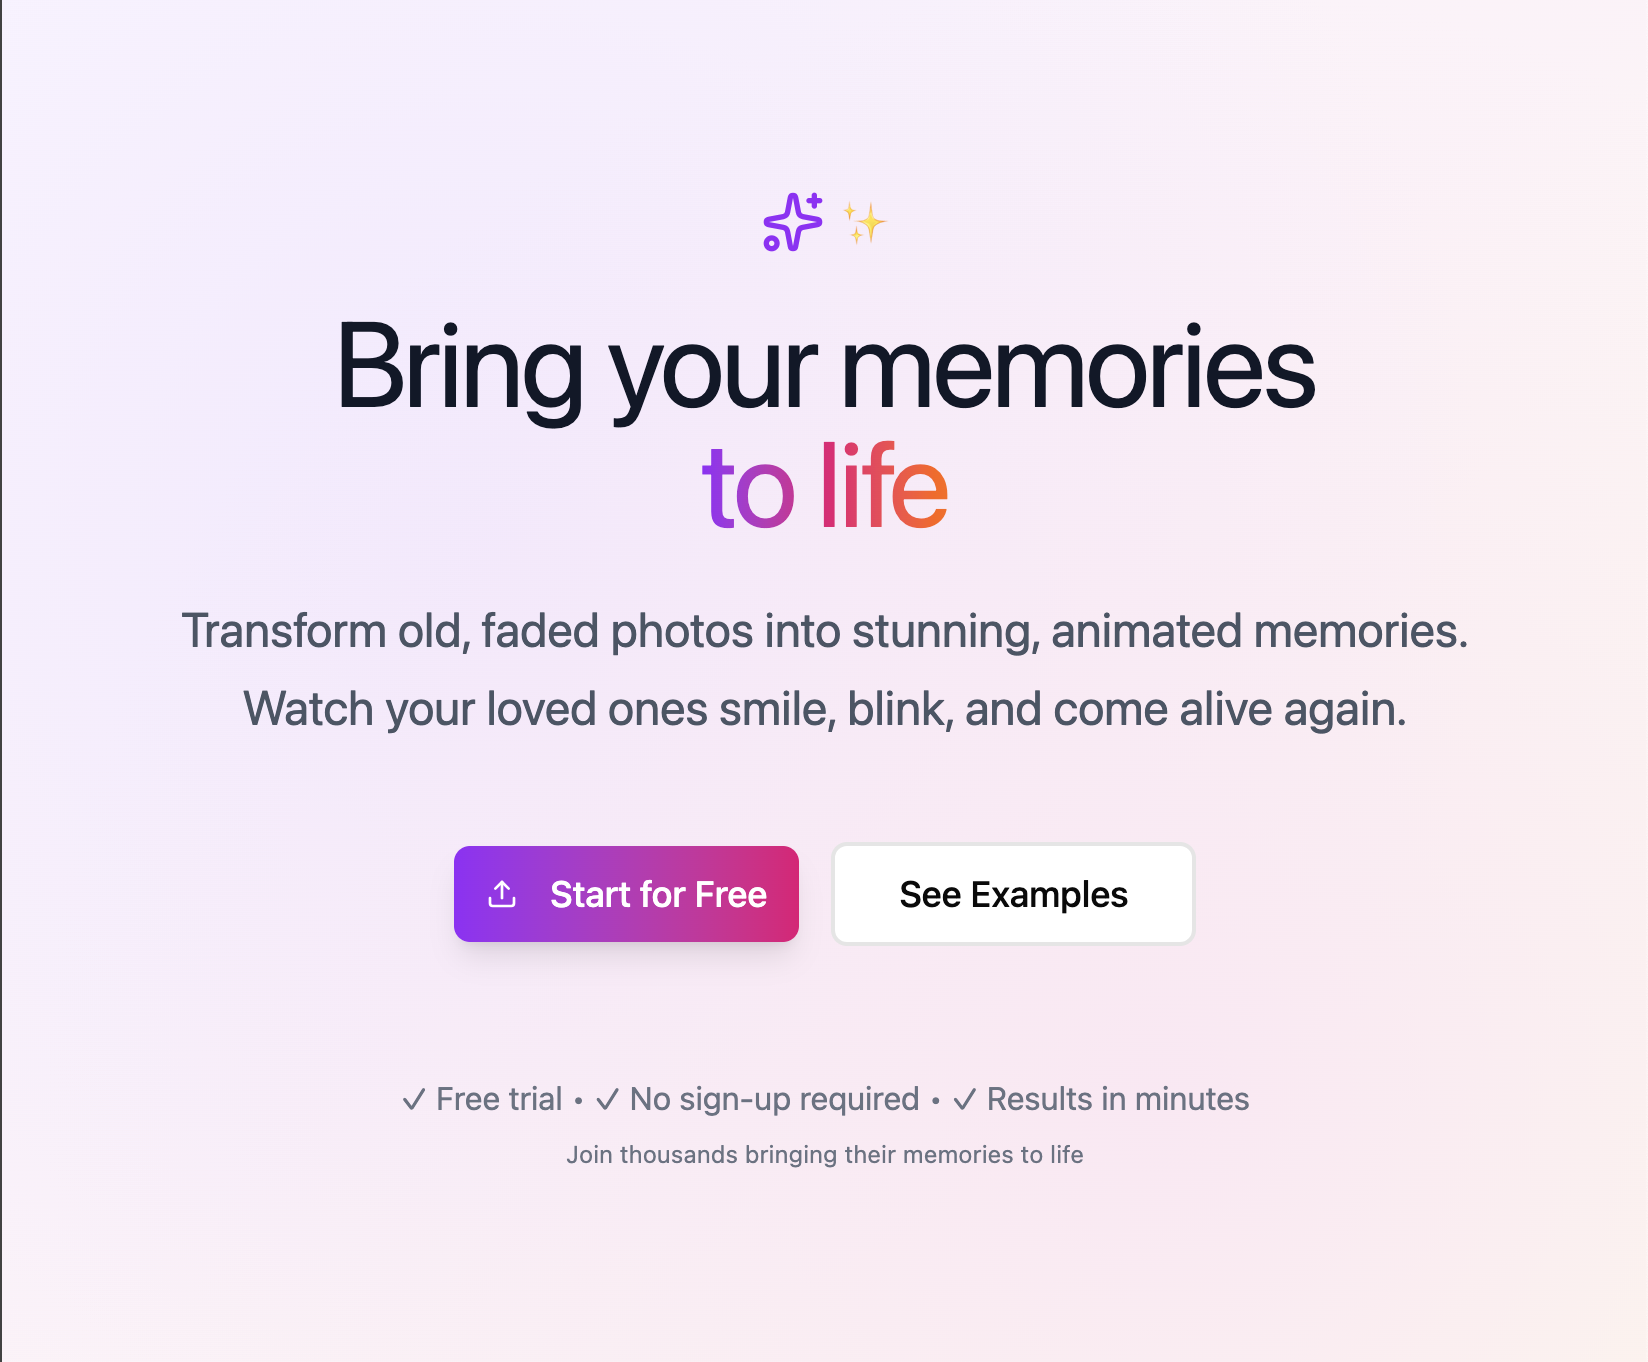 Bring your memories
to life
Transform old, faded photos into stunning, animated memories.
Watch your loved ones smile, blink, and come alive again.
Start for Free
See Examples
✓ Free trial • ✓ No sign-up required • ✓ Results in minutes
Join thousands bringing their memories to life